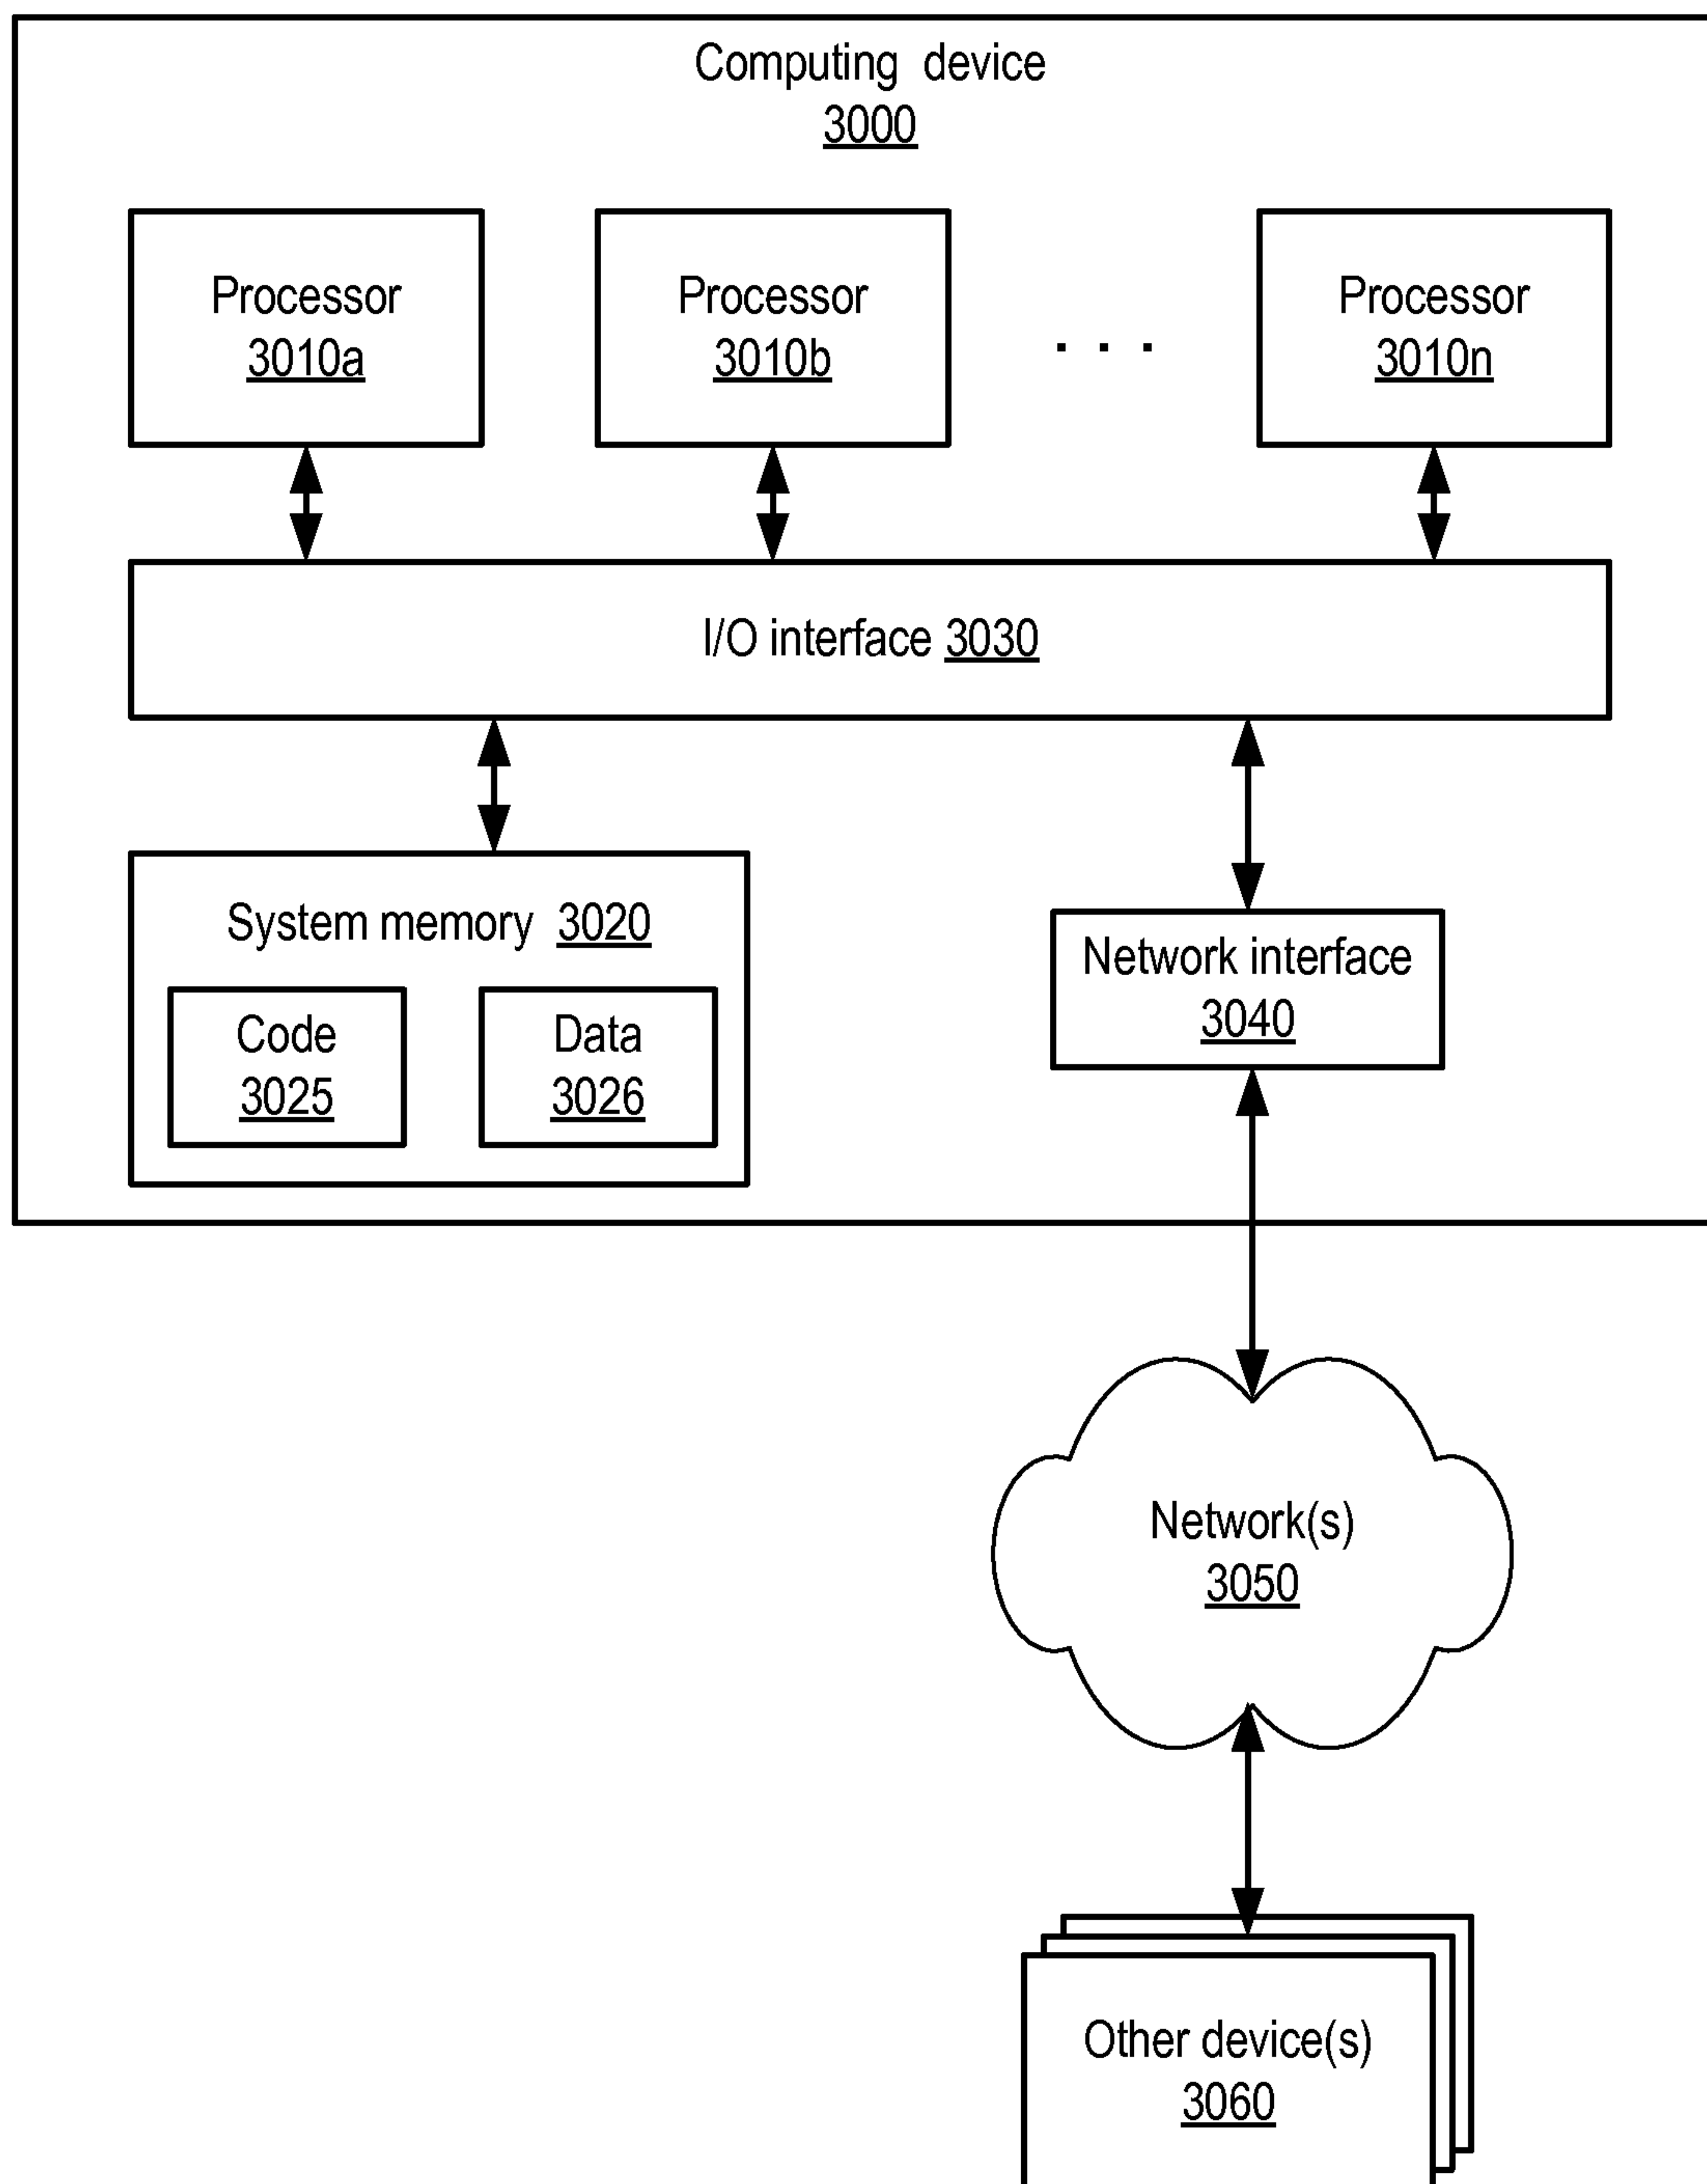 Computing device
3000
Processor
3010a
Processor
3010b
. . .
Processor
3010n
I/O interface 3030
System memory 3020
Code
3025
Data
3026
Network interface
3040
Network(s)
3050
Other device(s)
3060